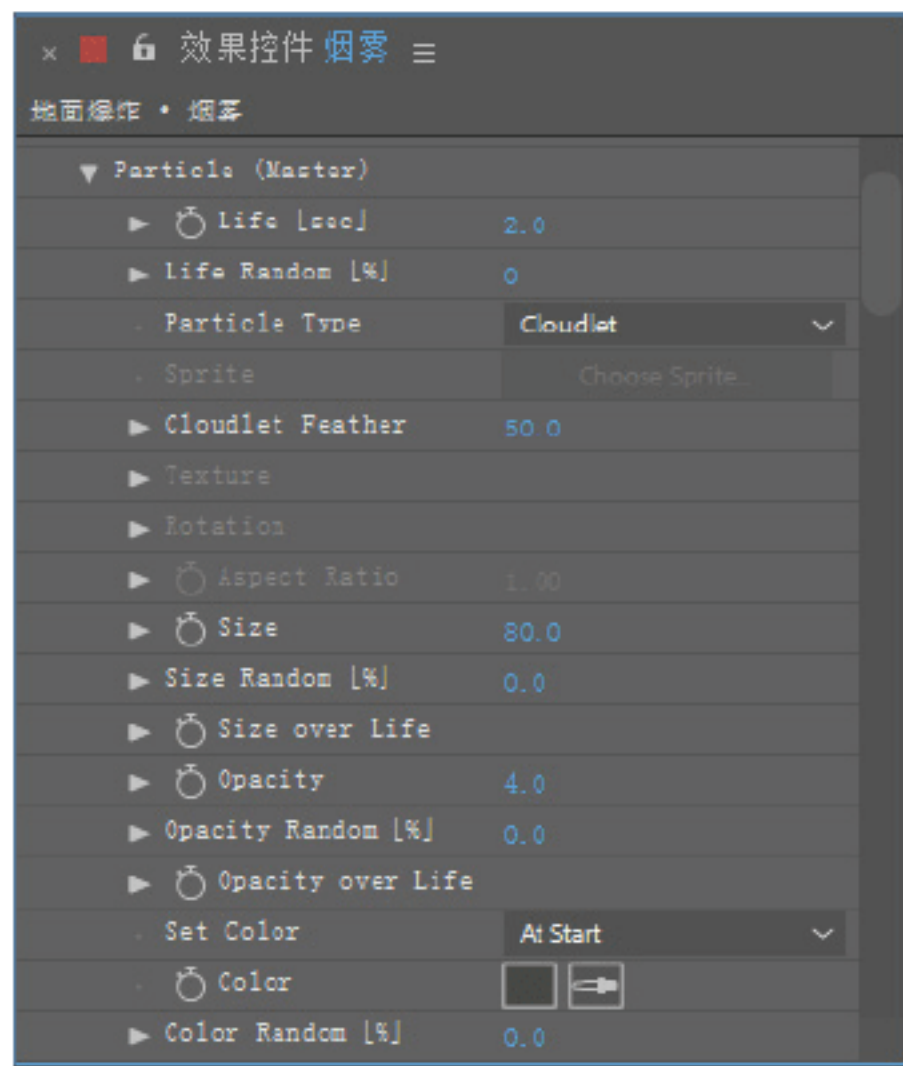 × 效果控件 烟雾 ≡
地面爆炸 • 烟雾
Particle (Master)
Life [sec] 2.0
Life Random [%] 0
Particle Type Cloudlet
Sprite Choose Sprite...
Cloudlet Feather 50.0
Texture
Rotation
Aspect Ratio 1.00
Size 80.0
Size Random [%] 0.0
Size over Life
Opacity 4.0
Opacity Random [%] 0.0
Opacity over Life
Set Color At Start
Color
Color Random [%] 0.0